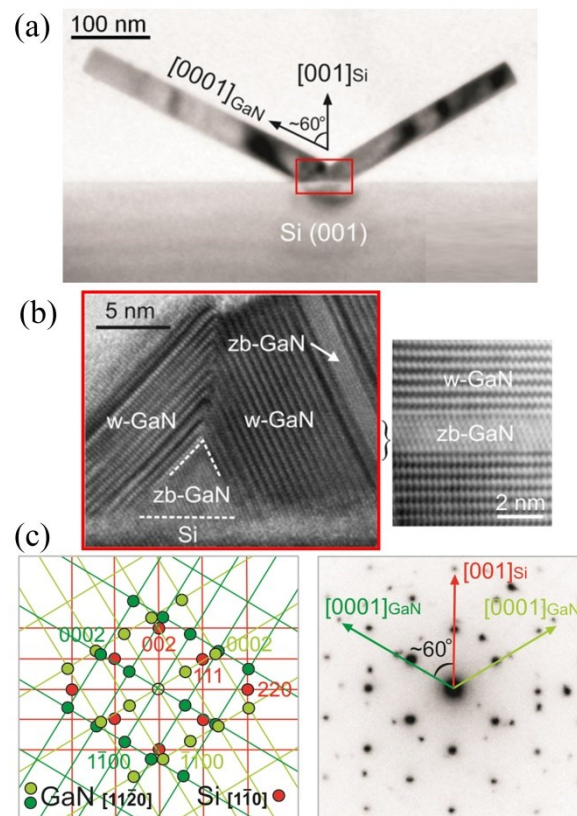 (a)
100 nm
[0001]GaN
[001]Si
~60°
Si (001)
(b)
5 nm
zb-GaN
w-GaN
w-GaN
zb-GaN
Si
w-GaN
zb-GaN
2 nm
(c)
0002
002
0002
111
220
1100
1100
GaN [1120]
Si [110]
[001]Si
[0001]GaN
[0001]GaN
~60°